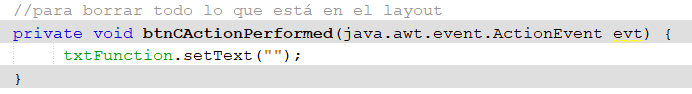 //para borrar todo lo que está en el layout
private void btnCActionPerformed(java.awt.event.ActionEvent evt) {
txtFunction.setText("");
}